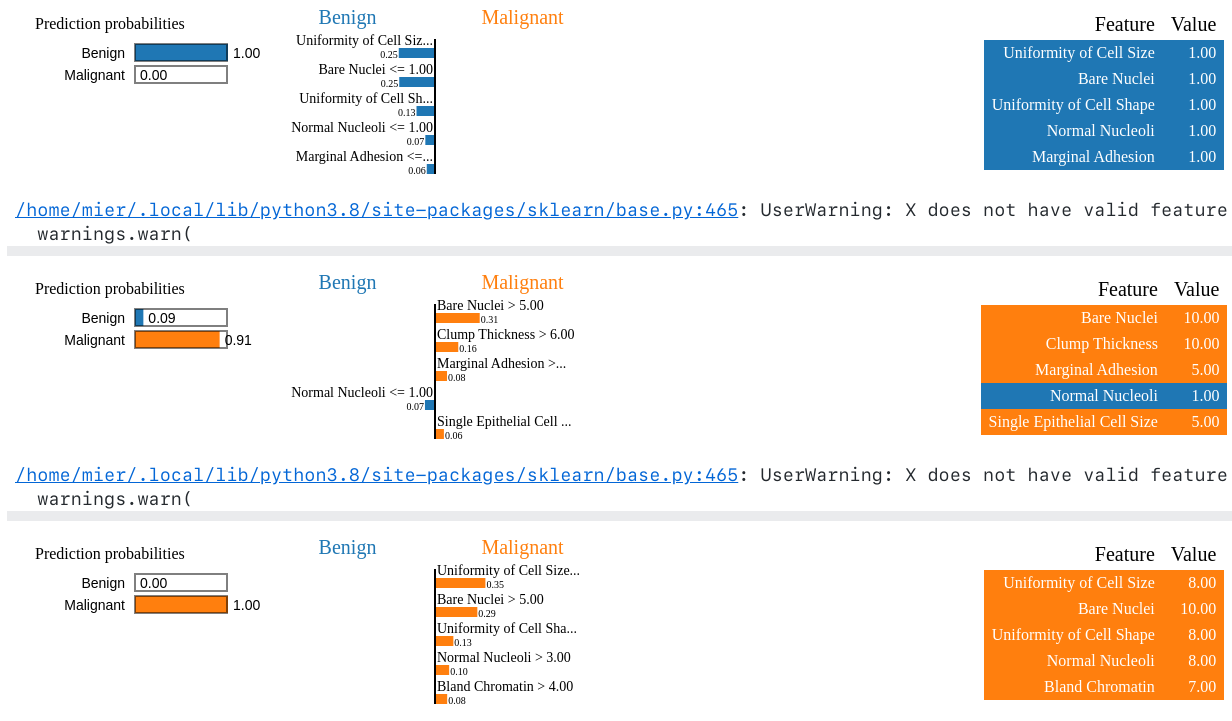 Prediction probabilities
Benign 1.00
Malignant 0.00
Benign Malignant
Uniformity of Cell Siz...
0.25
Bare Nuclei <= 1.00
0.25
Uniformity of Cell Sh...
0.13
Normal Nucleoli <= 1.00
0.07
Marginal Adhesion <=...
0.06
Feature Value
Uniformity of Cell Size 1.00
Bare Nuclei 1.00
Uniformity of Cell Shape 1.00
Normal Nucleoli 1.00
Marginal Adhesion 1.00
/home/mier/.local/lib/python3.8/site-packages/sklearn/base.py:465: UserWarning: X does not have valid feature
warnings.warn(
Prediction probabilities
Benign 0.09
Malignant 0.91
Benign Malignant
Bare Nuclei > 5.00
0.31
Clump Thickness > 6.00
0.16
Marginal Adhesion >...
0.08
Normal Nucleoli <= 1.00
0.07
Single Epithelial Cell ...
0.06
Feature Value
Bare Nuclei 10.00
Clump Thickness 10.00
Marginal Adhesion 5.00
Normal Nucleoli 1.00
Single Epithelial Cell Size 5.00
/home/mier/.local/lib/python3.8/site-packages/sklearn/base.py:465: UserWarning: X does not have valid feature
warnings.warn(
Prediction probabilities
Benign 0.00
Malignant 1.00
Benign Malignant
Uniformity of Cell Size...
0.35
Bare Nuclei > 5.00
0.29
Uniformity of Cell Sha...
0.13
Normal Nucleoli > 3.00
0.10
Bland Chromatin > 4.00
0.08
Feature Value
Uniformity of Cell Size 8.00
Bare Nuclei 10.00
Uniformity of Cell Shape 8.00
Normal Nucleoli 8.00
Bland Chromatin 7.00